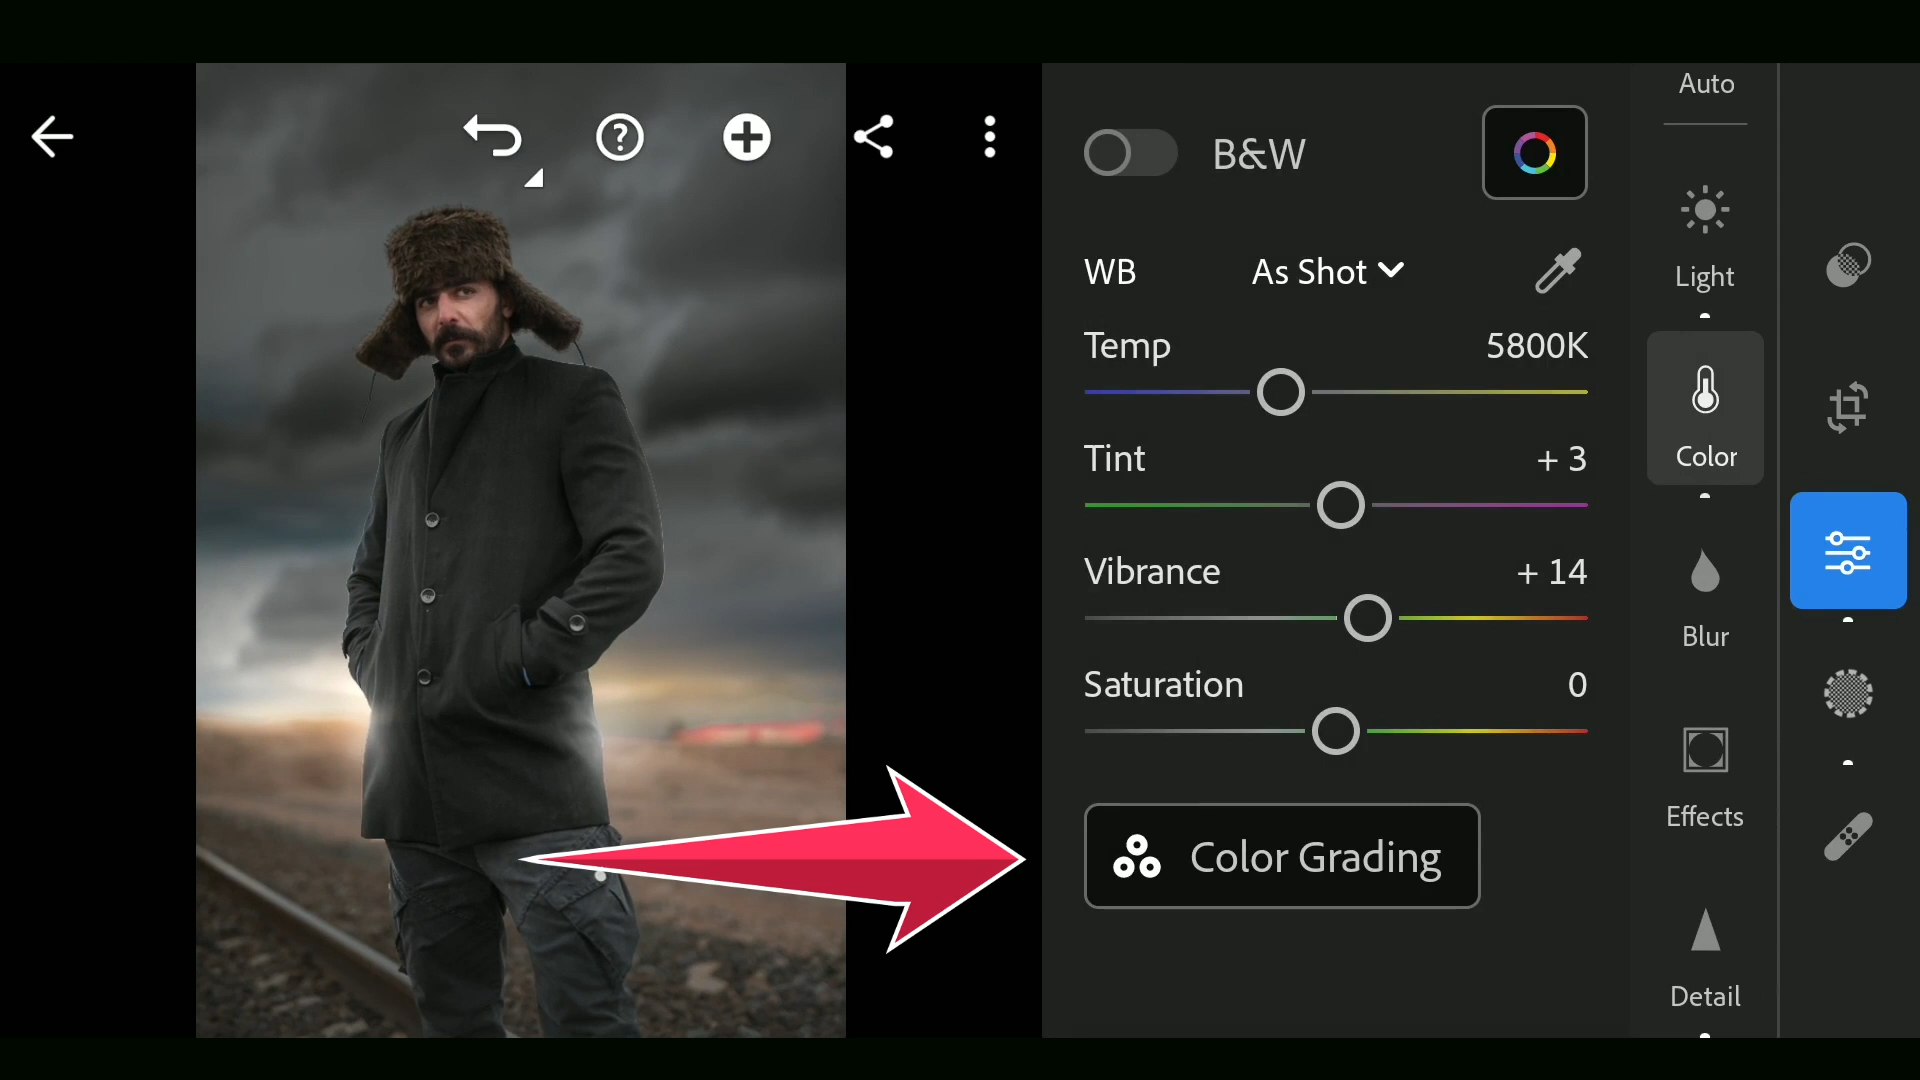 Auto
B&W
WB As Shot
Temp 5800K
Tint + 3
Vibrance + 14
Saturation 0
Color Grading
Light
Color
Blur
Effects
Detail